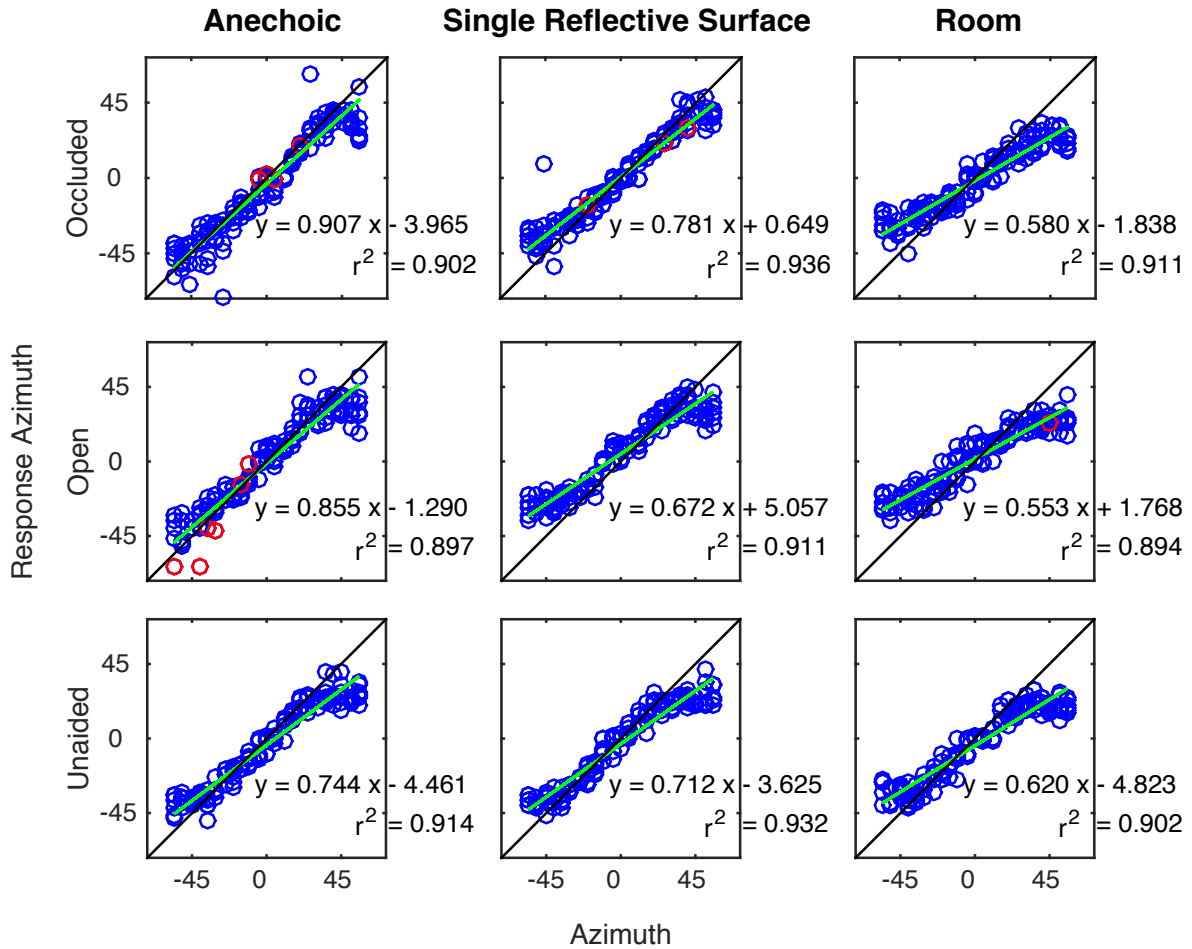 Anechoic Single Reflective Surface Room
Occluded
45
0
-45
y = 0.907 x - 3.965
r² = 0.902
y = 0.781 x + 0.649
r² = 0.936
y = 0.580 x - 1.838
r² = 0.911
Response Azimuth
Open
45
0
-45
y = 0.855 x - 1.290
r² = 0.897
y = 0.672 x + 5.057
r² = 0.911
y = 0.553 x + 1.768
r² = 0.894
Unaided
45
0
-45
y = 0.744 x - 4.461
r² = 0.914
y = 0.712 x - 3.625
r² = 0.932
y = 0.620 x - 4.823
r² = 0.902
-45 0 45 -45 0 45 -45 0 45
Azimuth